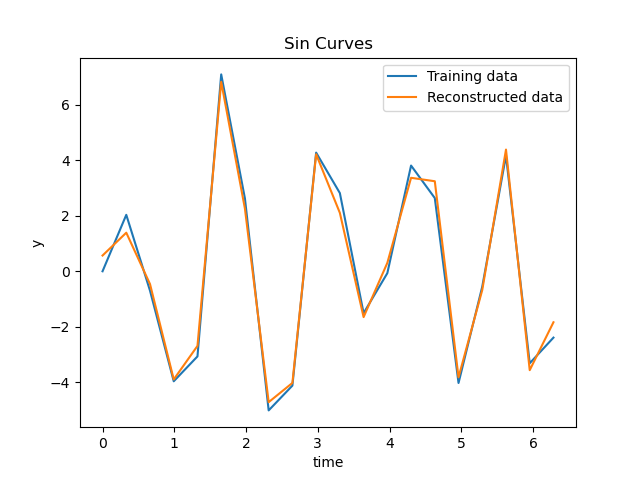 Sin Curves
Training data
Reconstructed data
6
4
2
0
−2
−4
y
0 1 2 3 4 5 6
time